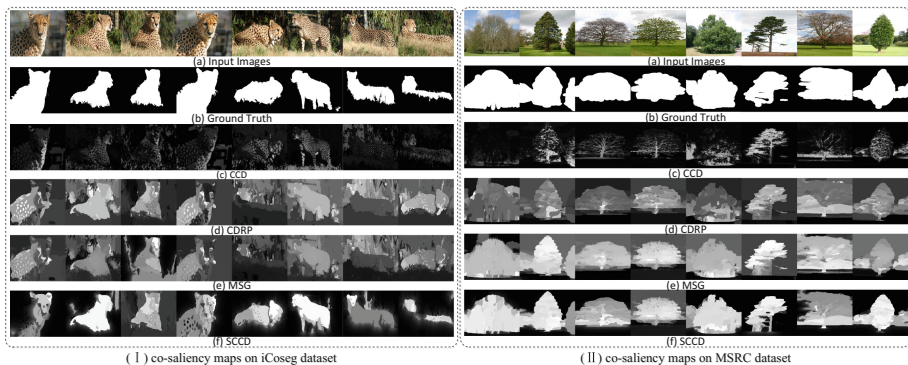 (a) Input Images
(b) Ground Truth
(c) CCD
(d) CDRP
(e) MSG
(f) SCCD
(Ⅰ) co-saliency maps on iCoseg dataset
(a) Input Images
(b) Ground Truth
(c) CCD
(d) CDRP
(e) MSG
(f) SCCD
(Ⅱ) co-saliency maps on MSRC dataset